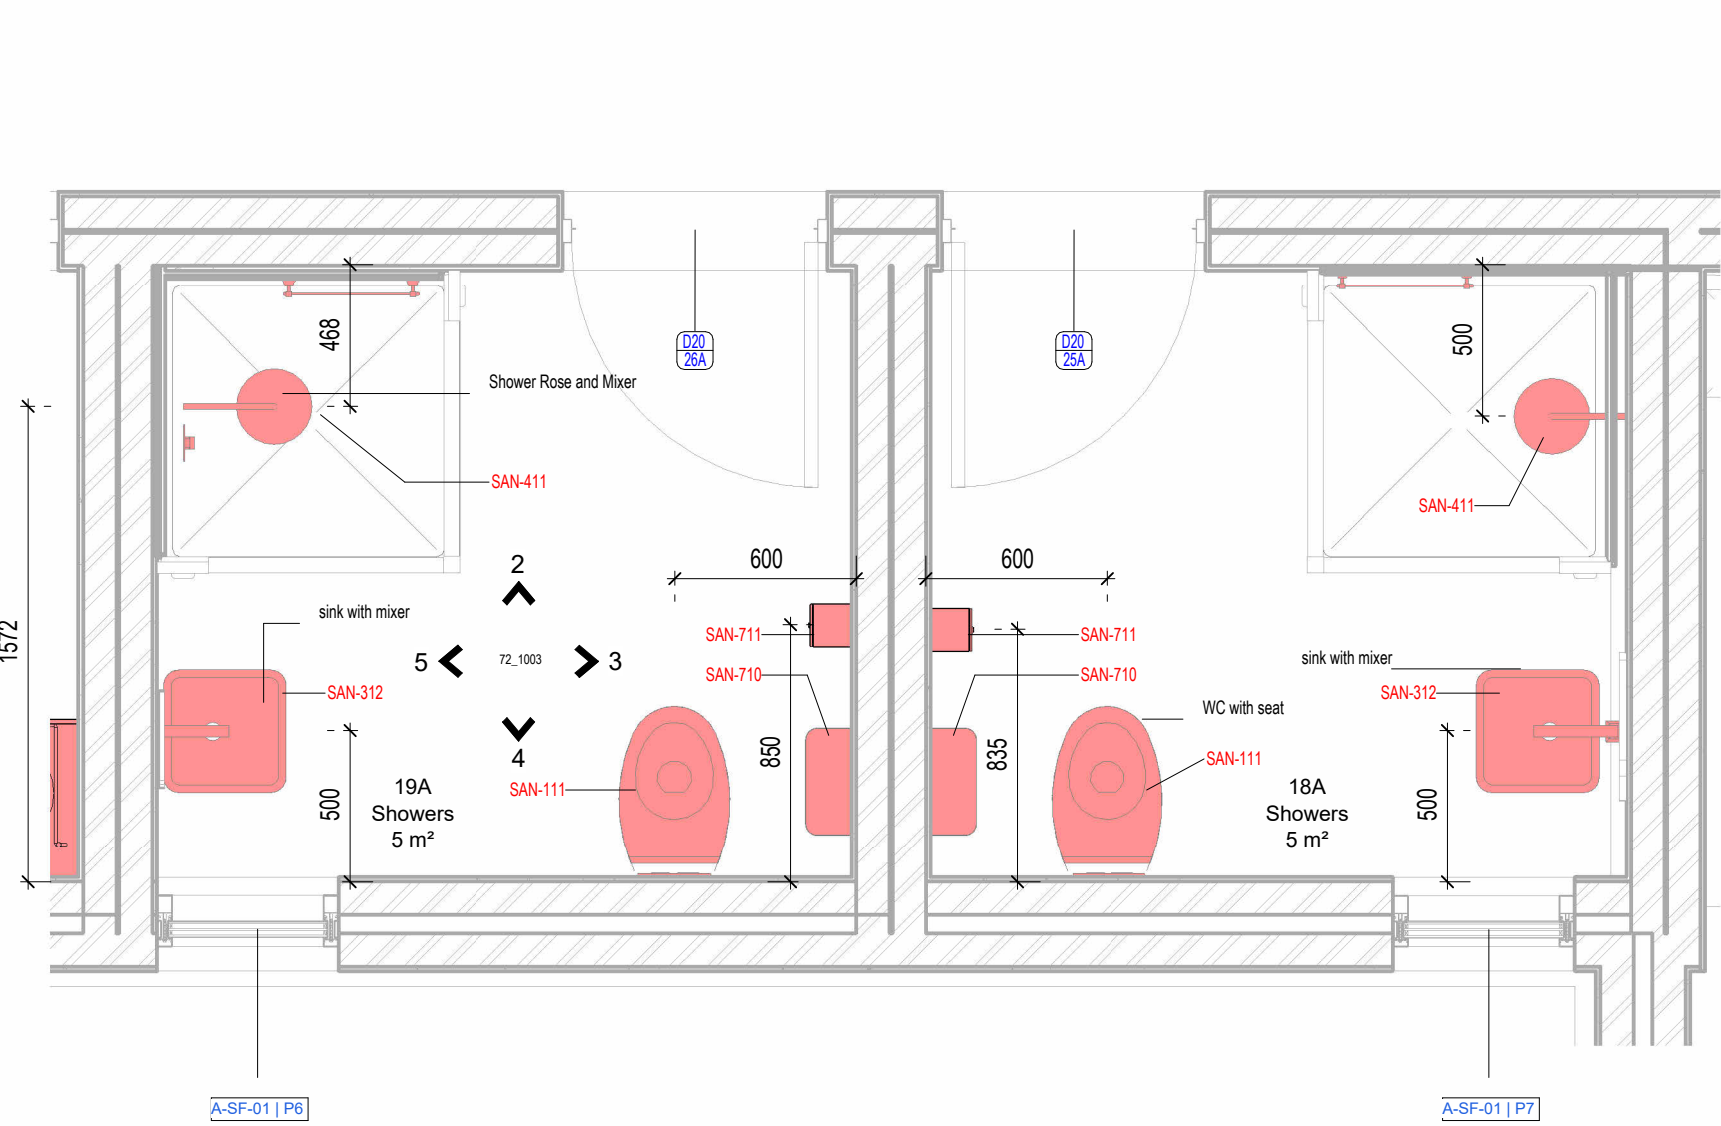 D20
26A
D20
25A
468
500
Shower Rose and Mixer
SAN-411
SAN-411
600
600
2
sink with mixer
1572
SAN-711
SAN-711
5
72_1003
3
sink with mixer
SAN-710
SAN-710
SAN-312
SAN-312
WC with seat
850
835
4
SAN-111
SAN-111
500
500
19A
Showers
5 m²
18A
Showers
5 m²
A-SF-01 | P6
A-SF-01 | P7